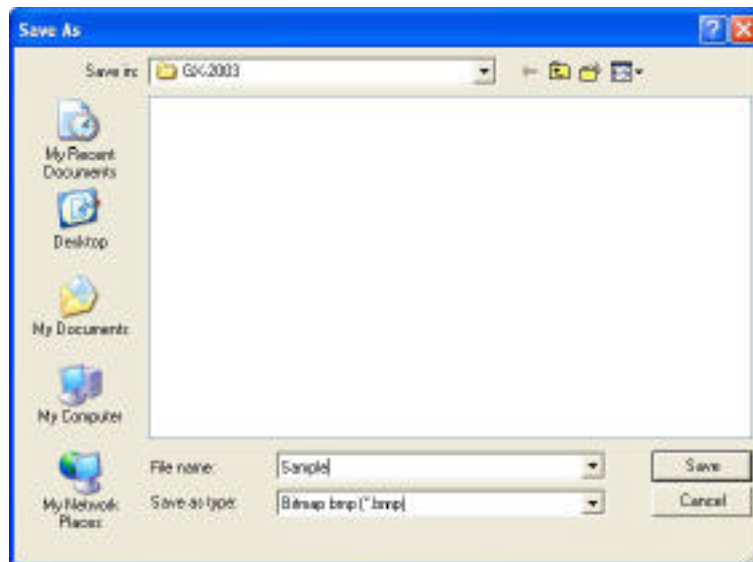 Save As
Save in: GX-2003
My Recent
Documents
Desktop
My Documents
My Computer
My Network
Places
File name: Sample
Save as type: Bitmap bmp (*.bmp)
Save
Cancel